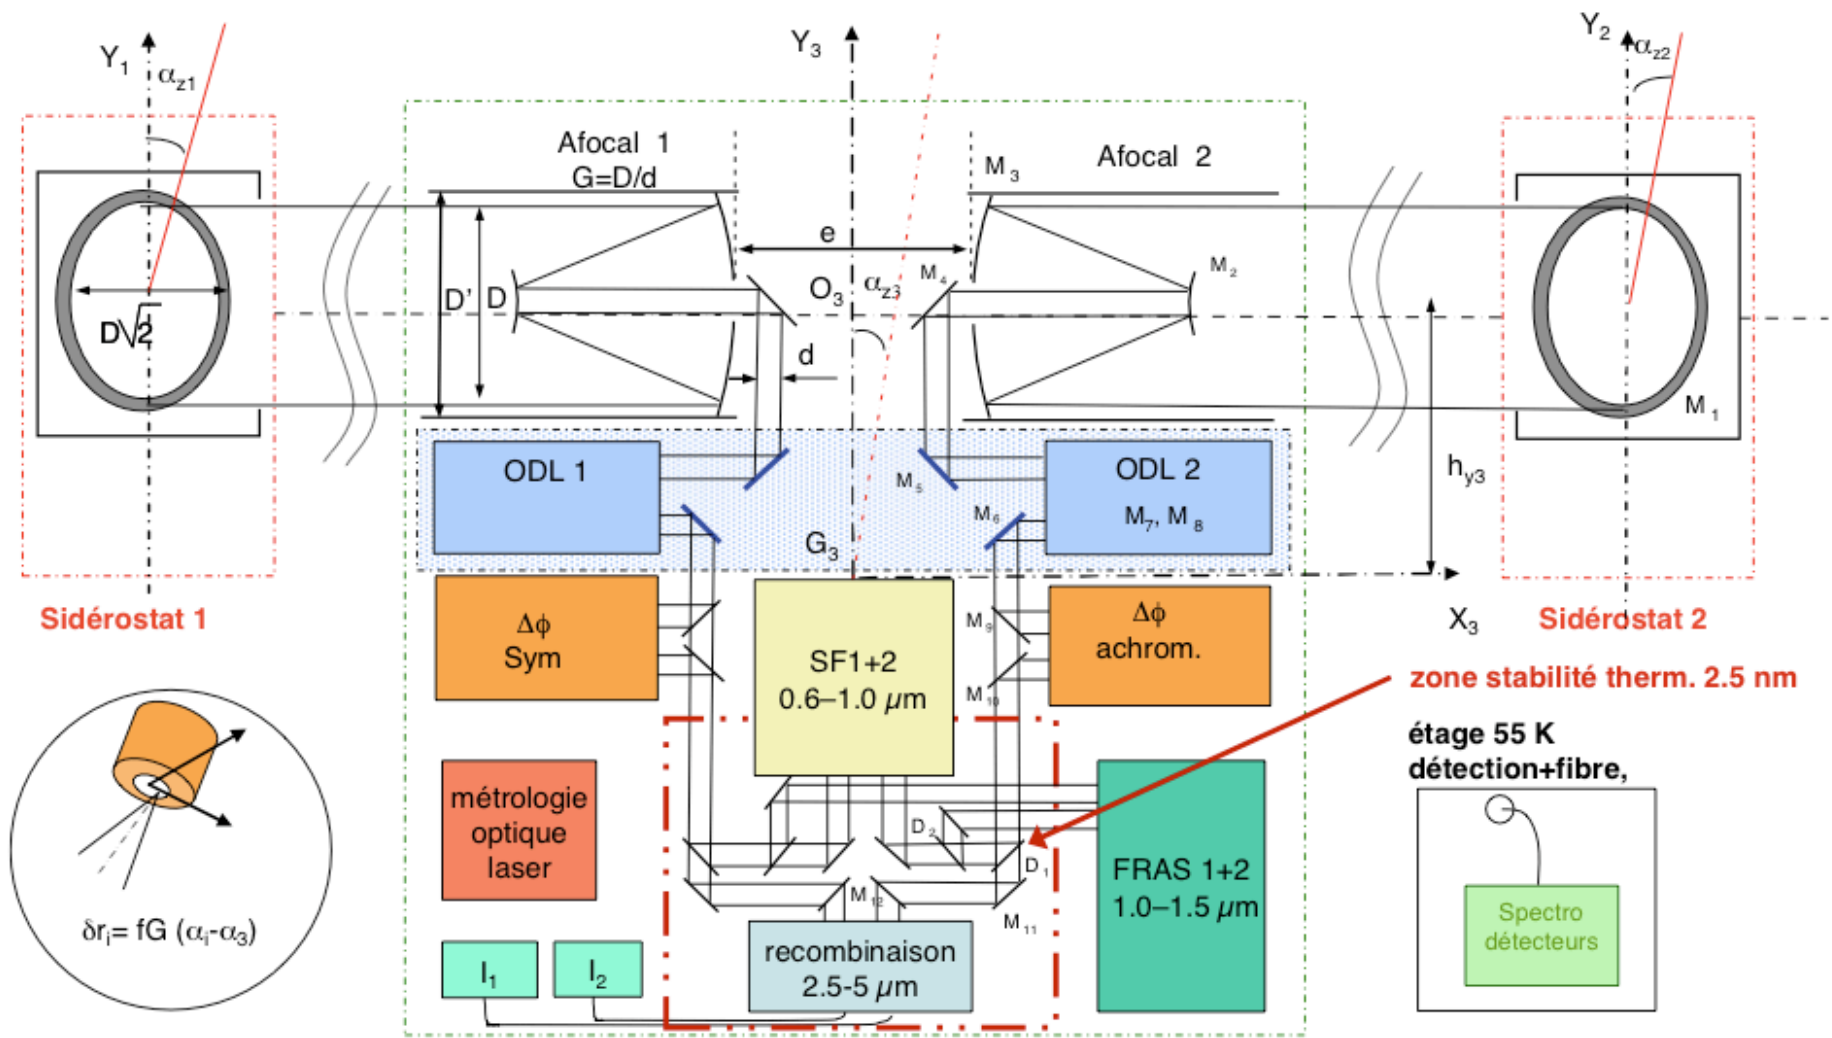 Y₁
αz1
Y₃
Y₂
αz2
Afocal 1
G=D/d
M₃
Afocal 2
e
M₂
M₄
O₃
αz3
D'
D
D√2
d
M₁
ODL 1
ODL 2
M₅
hy3
M₆
M₇, M₈
G₃
X₃
Sidérostat 1
Sidérostat 2
Δϕ
Sym
M₉
Δϕ
achrom.
SF1+2
0.6–1.0 µm
M₁₀
zone stabilité therm. 2.5 nm
étage 55 K
détection+fibre,
métrologie
optique
laser
D₂
D₁
FRAS 1+2
1.0–1.5 µm
M₁₂
M₁₁
δri= fG (αi-α3)
Spectro
détecteurs
recombinaison
2.5-5 µm
I₁
I₂